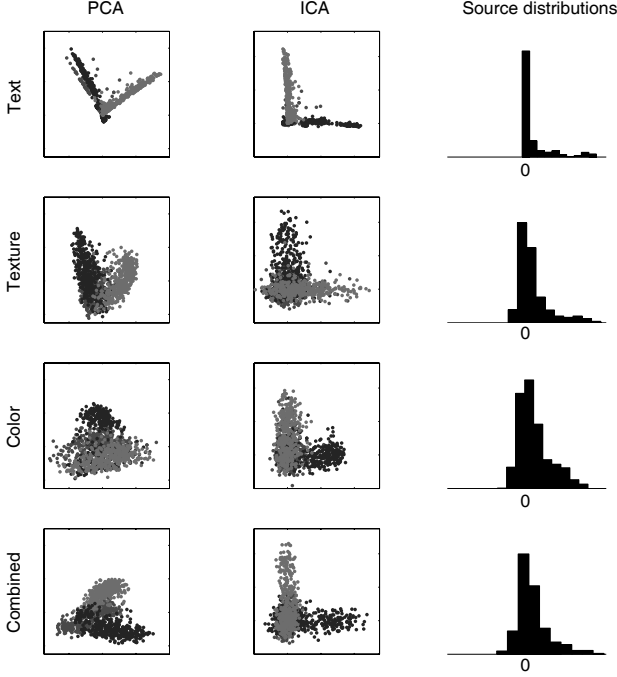 PCA
ICA
Source distributions
Text
0
Texture
0
Color
0
Combined
0